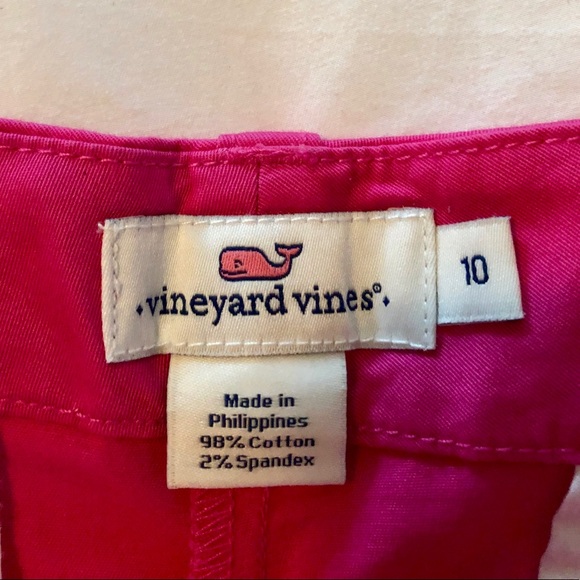 vineyard vines®
10
Made in
Philippines
98% Cotton
2% Spandex